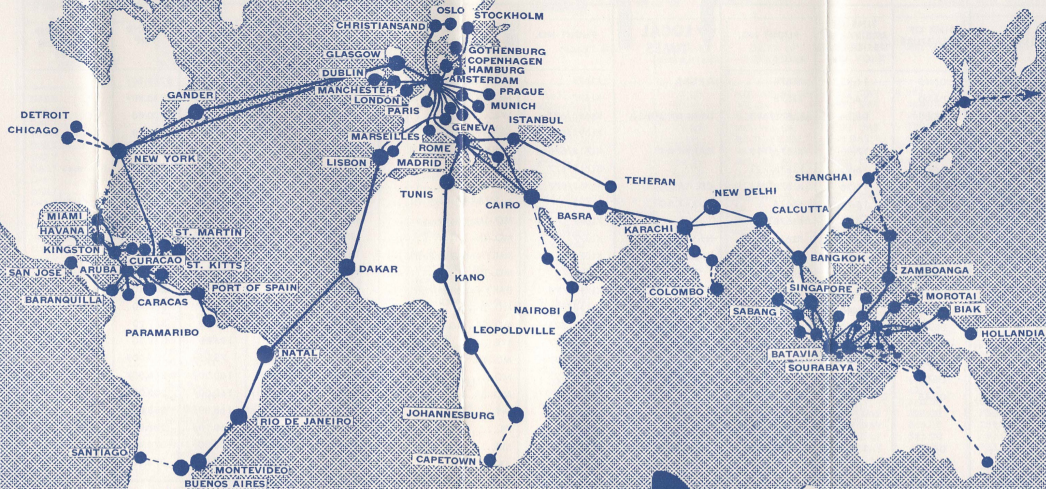 OSLO
STOCKHOLM
CHRISTIANSAND
GOTHENBURG
GLASGOW
COPENHAGEN
HAMBURG
DUBLIN
AMSTERDAM
MANCHESTER
PRAGUE
LONDON
MUNICH
PARIS
ISTANBUL
GENEVA
MARSEILLES
ROME
LISBON
MADRID
GANDER
DETROIT
CHICAGO
NEW YORK
TUNIS
TEHERAN
CAIRO
BASRA
NEW DELHI
KARACHI
CALCUTTA
SHANGHAI
MIAMI
HAVANA
ST. MARTIN
KINGSTON
CURACAO
ST. KITTS
SAN JOSÉ
ARUBA
PORT OF SPAIN
BARANQUILLA
CARACAS
PARAMARIBO
DAKAR
KANO
COLOMBO
BANGKOK
ZAMBOANGA
SINGAPORE
MOROTAI
SABANG
BIAK
NAIROBI
HOLLANDIA
LEOPOLDVILLE
NATAL
BATAVIA
SOURABAYA
RIO DE JANEIRO
JOHANNESBURG
SANTIAGO
CAPETOWN
MONTEVIDEO
BUENOS AIRES